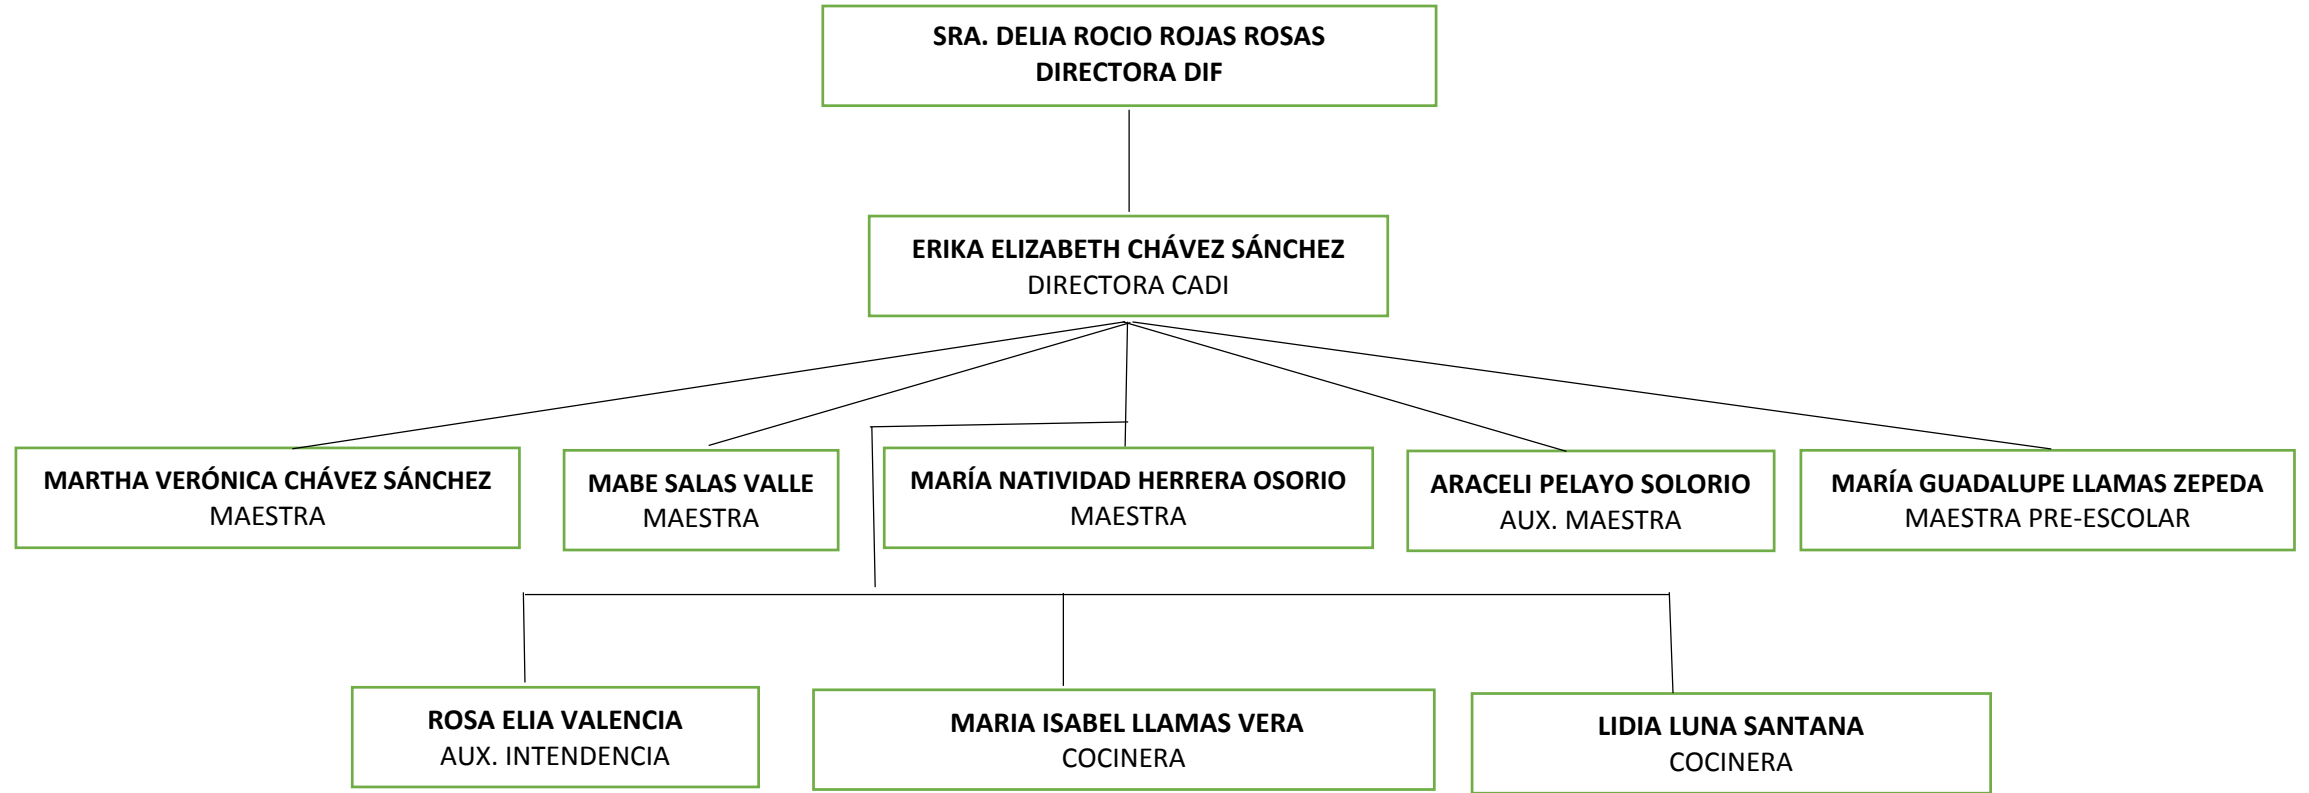 SRA. DELIA ROCIO ROJAS ROSAS
DIRECTORA DIF
ERIKA ELIZABETH CHÁVEZ SÁNCHEZ
DIRECTORA CADI
MARTHA VERÓNICA CHÁVEZ SÁNCHEZ
MAESTRA
MABE SALAS VALLE
MAESTRA
MARÍA NATIVIDAD HERRERA OSORIO
MAESTRA
ARACELI PELAYO SOLORIO
AUX. MAESTRA
MARÍA GUADALUPE LLAMAS ZEPEDA
MAESTRA PRE-ESCOLAR
ROSA ELIA VALENCIA
AUX. INTENDENCIA
MARIA ISABEL LLAMAS VERA
COCINERA
LIDIA LUNA SANTANA
COCINERA